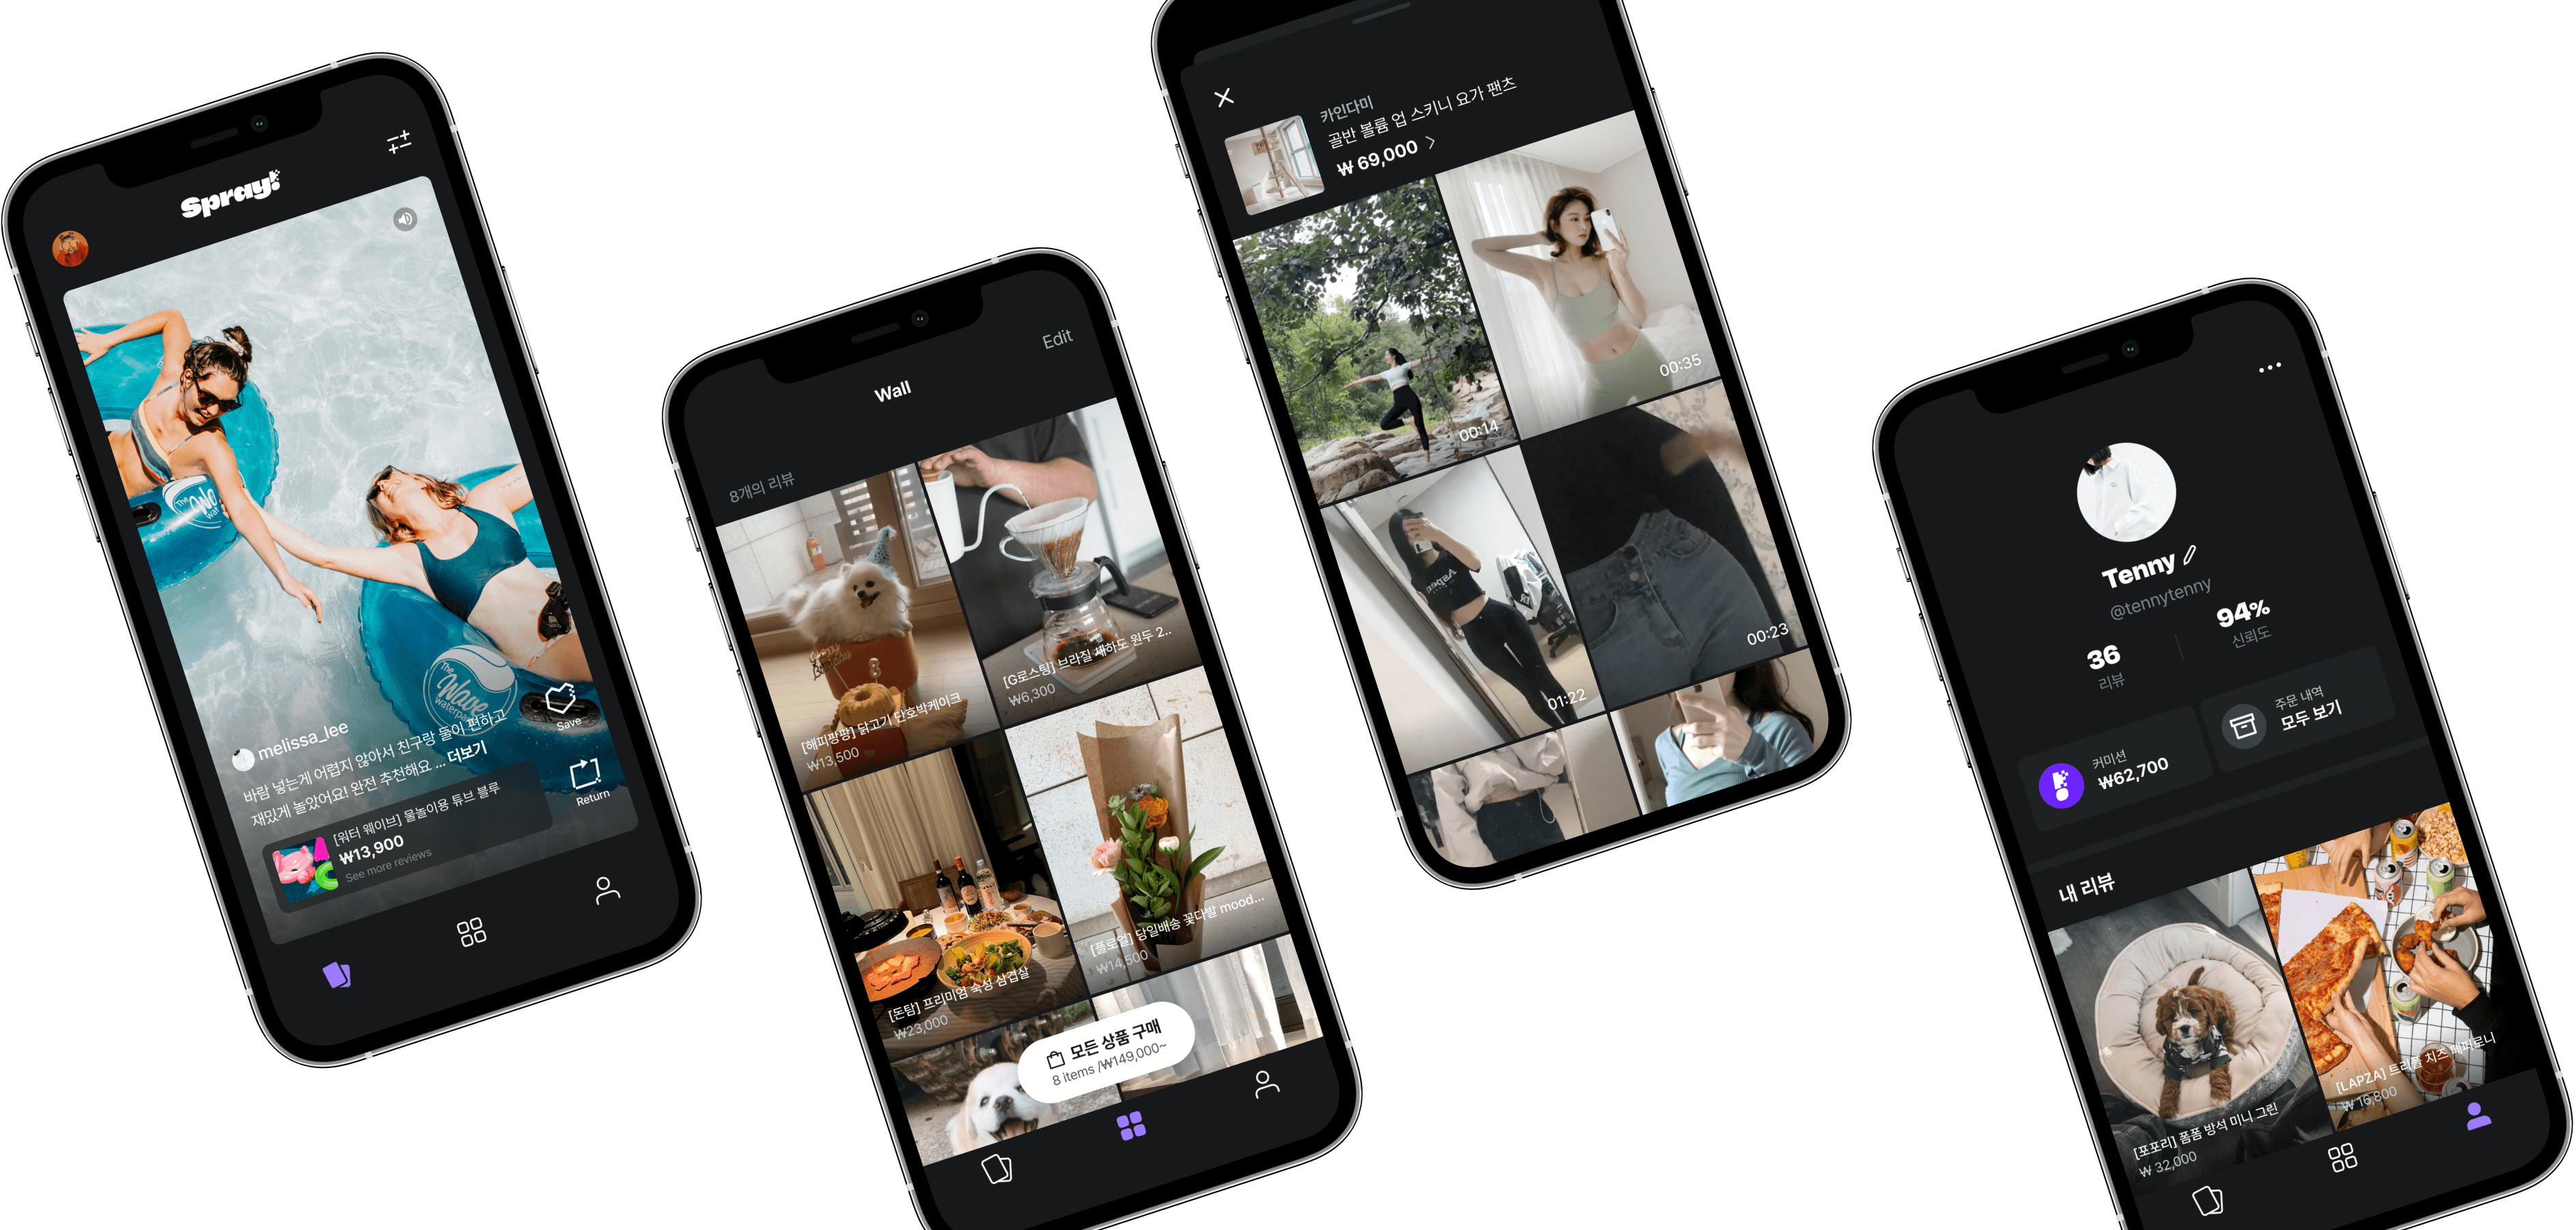 Spray!
The Wave waterpa
melissa_lee
바람 넣는게 어렵지 않아서 친구랑 둘이 편하고
재밌게 놀았어요! 완전 추천해요 ... 더보기
Save
Return
[워터 웨이브] 물놀이용 튜브 블루
₩13,900
See more reviews
Edit
Wall
8개의 리뷰
[해피팡팡] 닭고기 단호박케이크
₩13,500
[G로스팅] 브라질 세하도 원두 2..
₩6,300
[돈탐] 프리미엄 숙성 삼겹살
₩23,000
[플로얼] 당일배송 꽃다발 mood...
₩14,500
모든 상품 구매
8 items /₩149,000~
카인다미
골반 볼륨 업 스키니 요가 팬츠
₩ 69,000
00:14
00:35
01:22
00:23
Tenny
@tennytenny
36
리뷰
94%
신뢰도
커미션
₩62,700
주문 내역
모두 보기
내 리뷰
[포포리] 폼폼 방석 미니 그린
₩ 32,000
[LAPZA] 트리플 치즈 페퍼로니
₩ 16,800